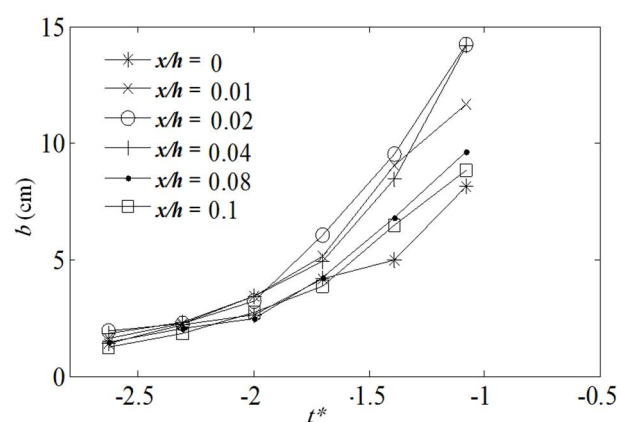 15
10
5
0
b (cm)
x/h = 0
x/h = 0.01
x/h = 0.02
x/h = 0.04
x/h = 0.08
x/h = 0.1
-2.5
-2
-1.5
-1
-0.5
t*